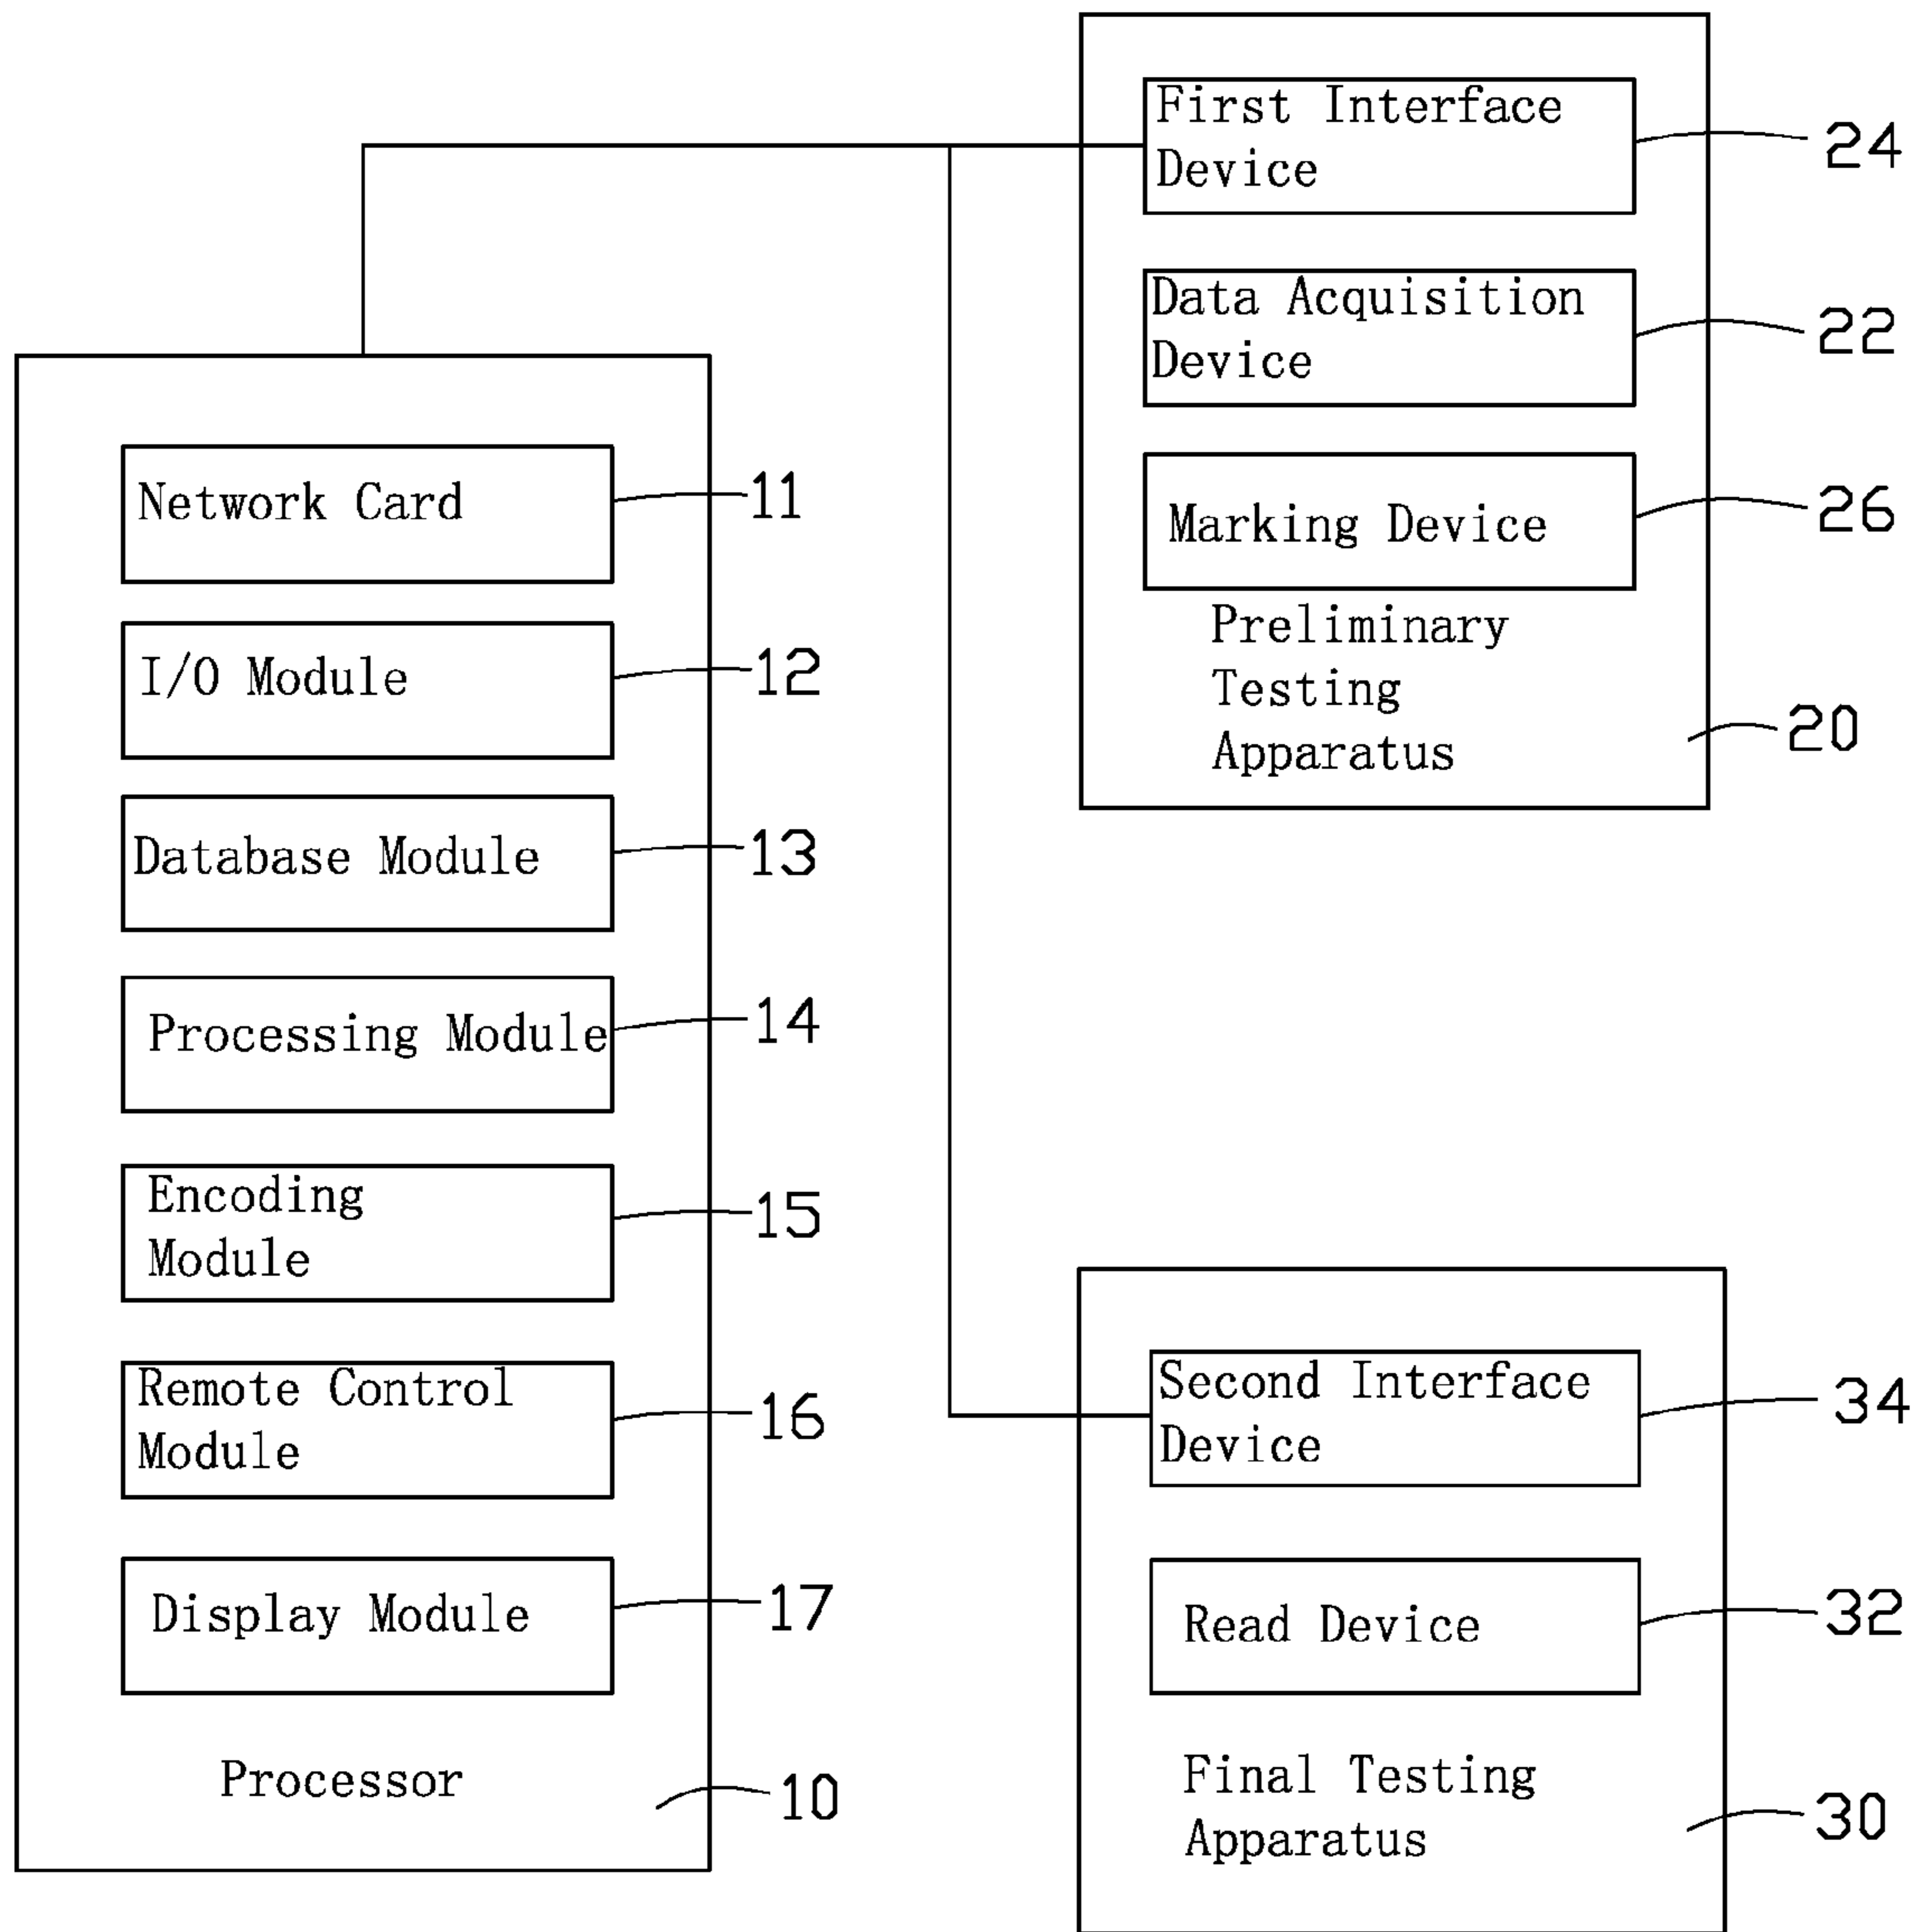 First Interface
Device
24
Data Acquisition
Device
22
Marking Device
26
Preliminary
Testing
Apparatus
20
Network Card
11
I/O Module
12
Database Module
13
Processing Module
14
Encoding
Module
15
Remote Control
Module
16
Display Module
17
Processor
10
Second Interface
Device
34
Read Device
32
Final Testing
Apparatus
30